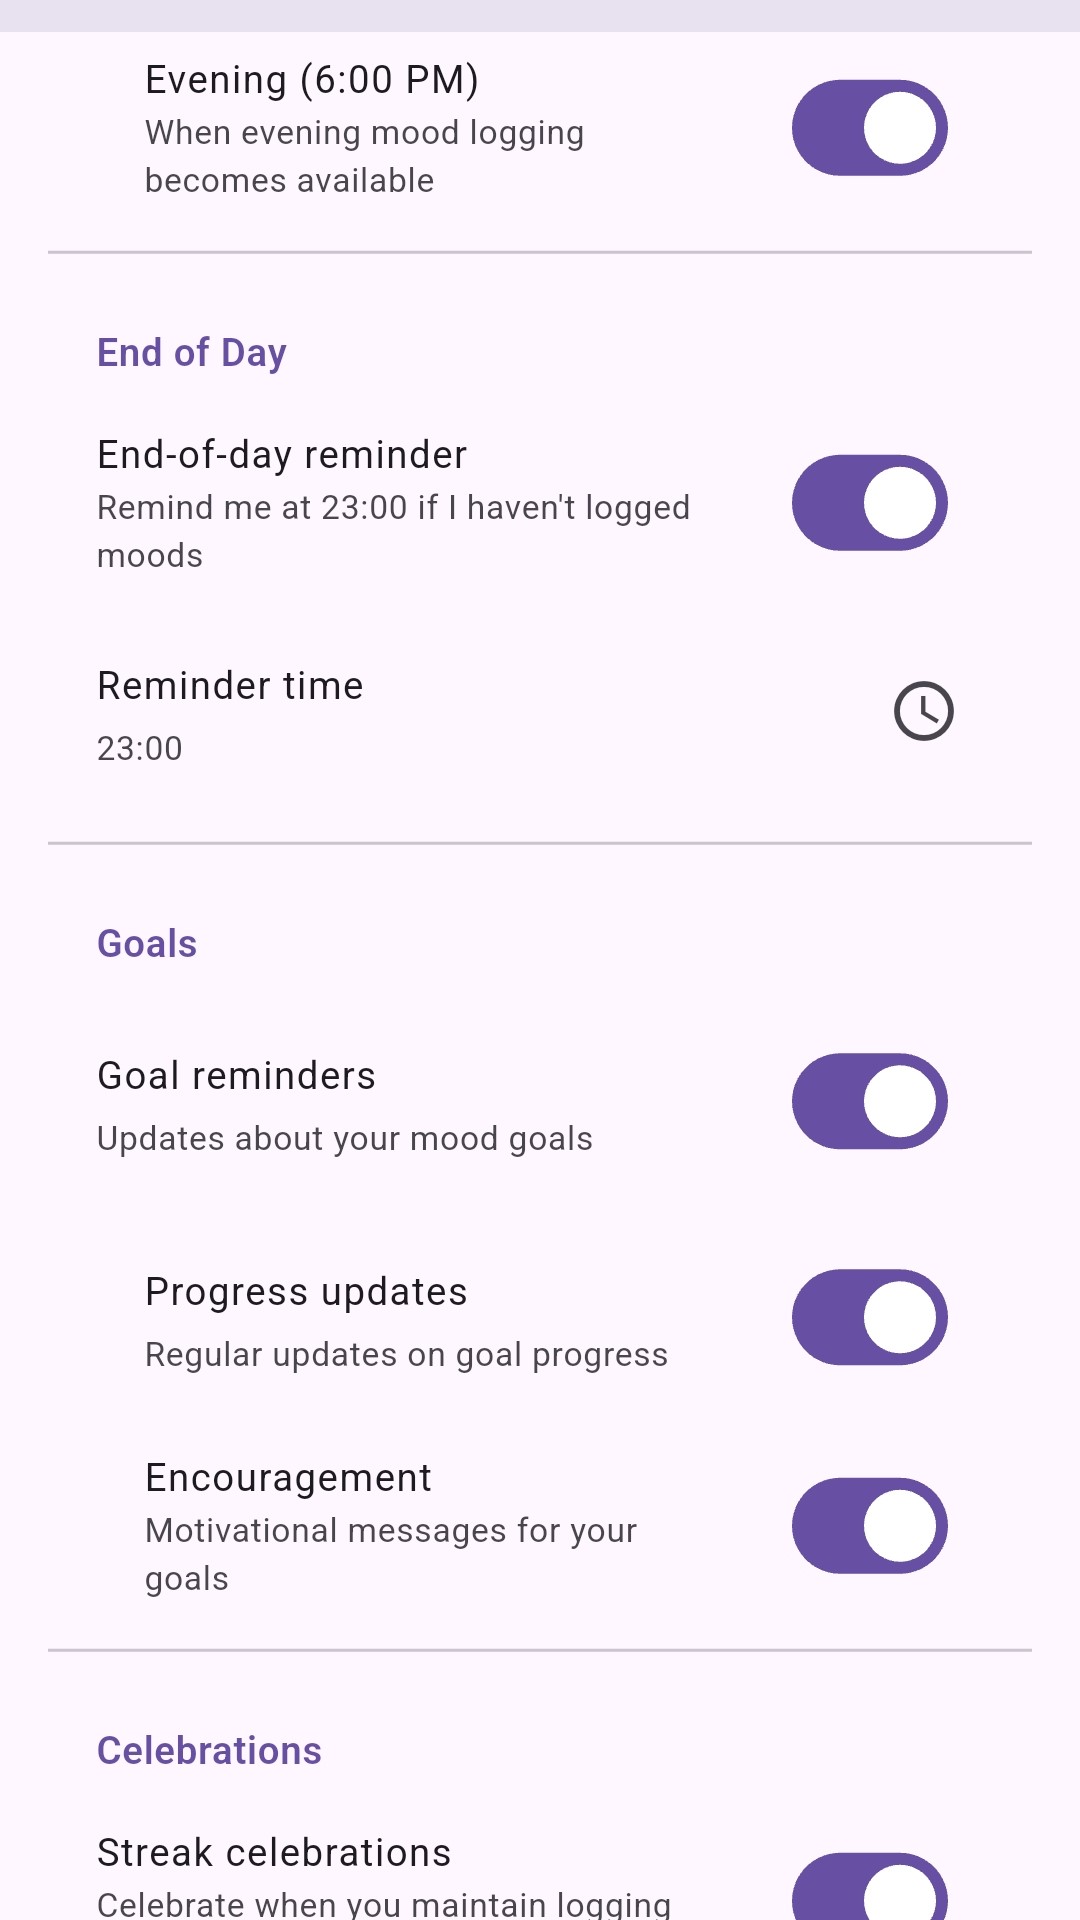 Evening (6:00 PM)
When evening mood logging
becomes available
End of Day
End-of-day reminder
Remind me at 23:00 if I haven't logged
moods
Reminder time
23:00
Goals
Goal reminders
Updates about your mood goals
Progress updates
Regular updates on goal progress
Encouragement
Motivational messages for your
goals
Celebrations
Streak celebrations
Celebrate when you maintain logging